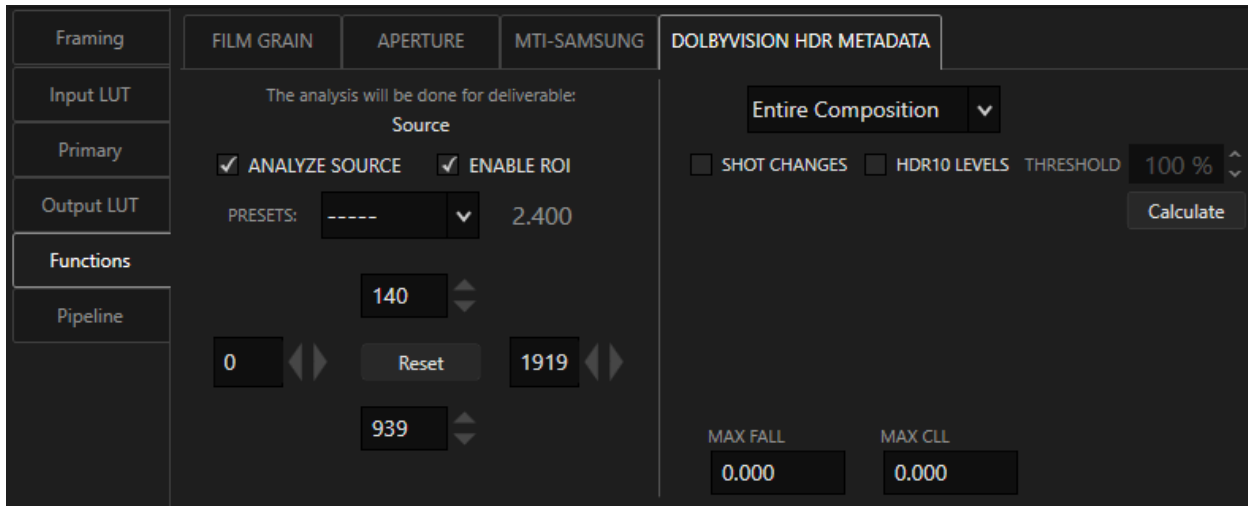 Framing
Input LUT
Primary
Output LUT
Functions
Pipeline
FILM GRAIN APERTURE MTI-SAMSUNG DOLBYVISION HDR METADATA
The analysis will be done for deliverable:
Source
ANALYZE SOURCE ENABLE ROI
PRESETS: ----- 2.400
140
0 Reset 1919
939
Entire Composition
SHOT CHANGES HDR10 LEVELS THRESHOLD 100 %
Calculate
MAX FALL MAX CLL
0.000 0.000